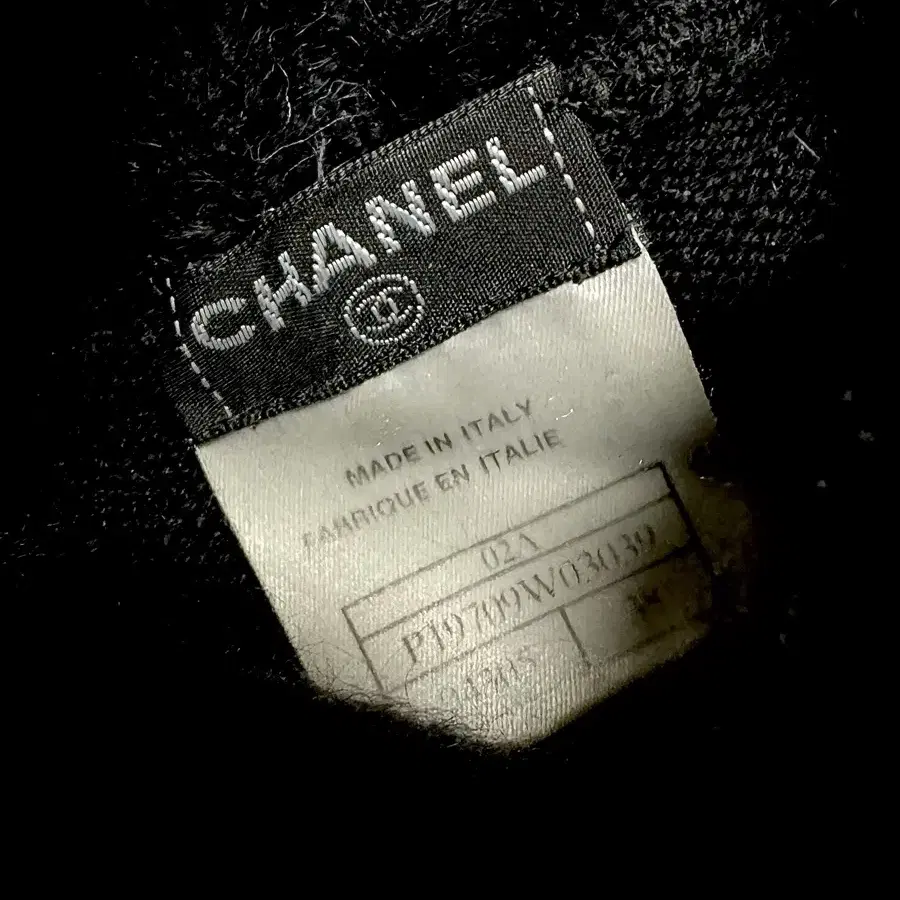 CHANEL
MADE IN ITALY
FABRIQUE EN ITALIE
02A
P19709W03039